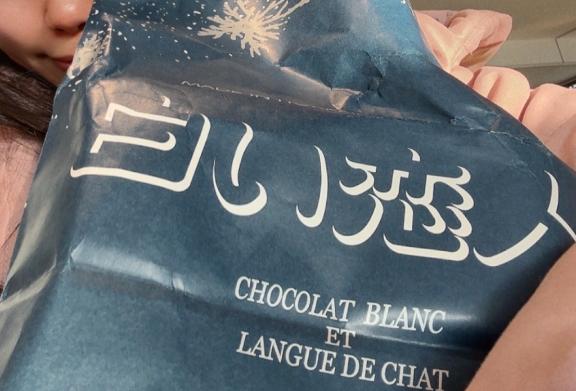 白い恋人
CHOCOLAT BLANC
ET
LANGUE DE CHAT